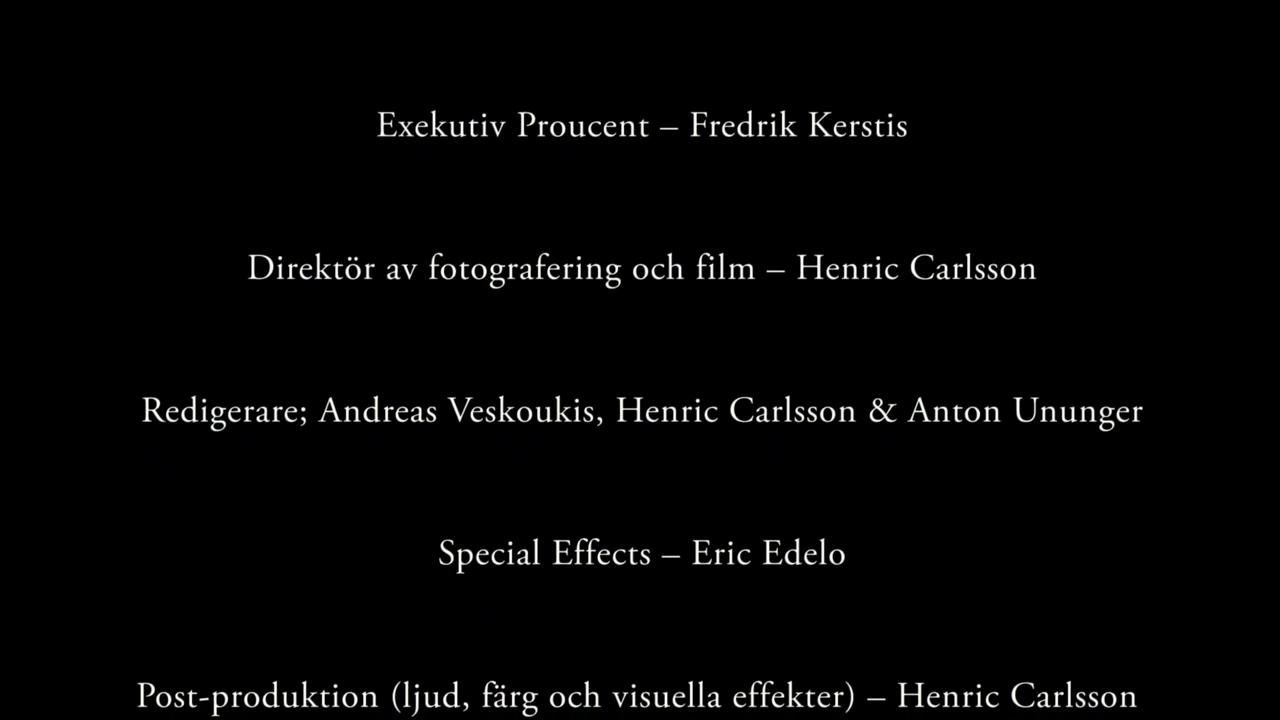 Exekutiv Proucent – Fredrik Kerstis
Direktör av fotografering och film – Henric Carlsson
Redigerare; Andreas Veskoukis, Henric Carlsson & Anton Ununger
Special Effects – Eric Edelo
Post-produktion (ljud, färg och visuella effekter) – Henric Carlsson